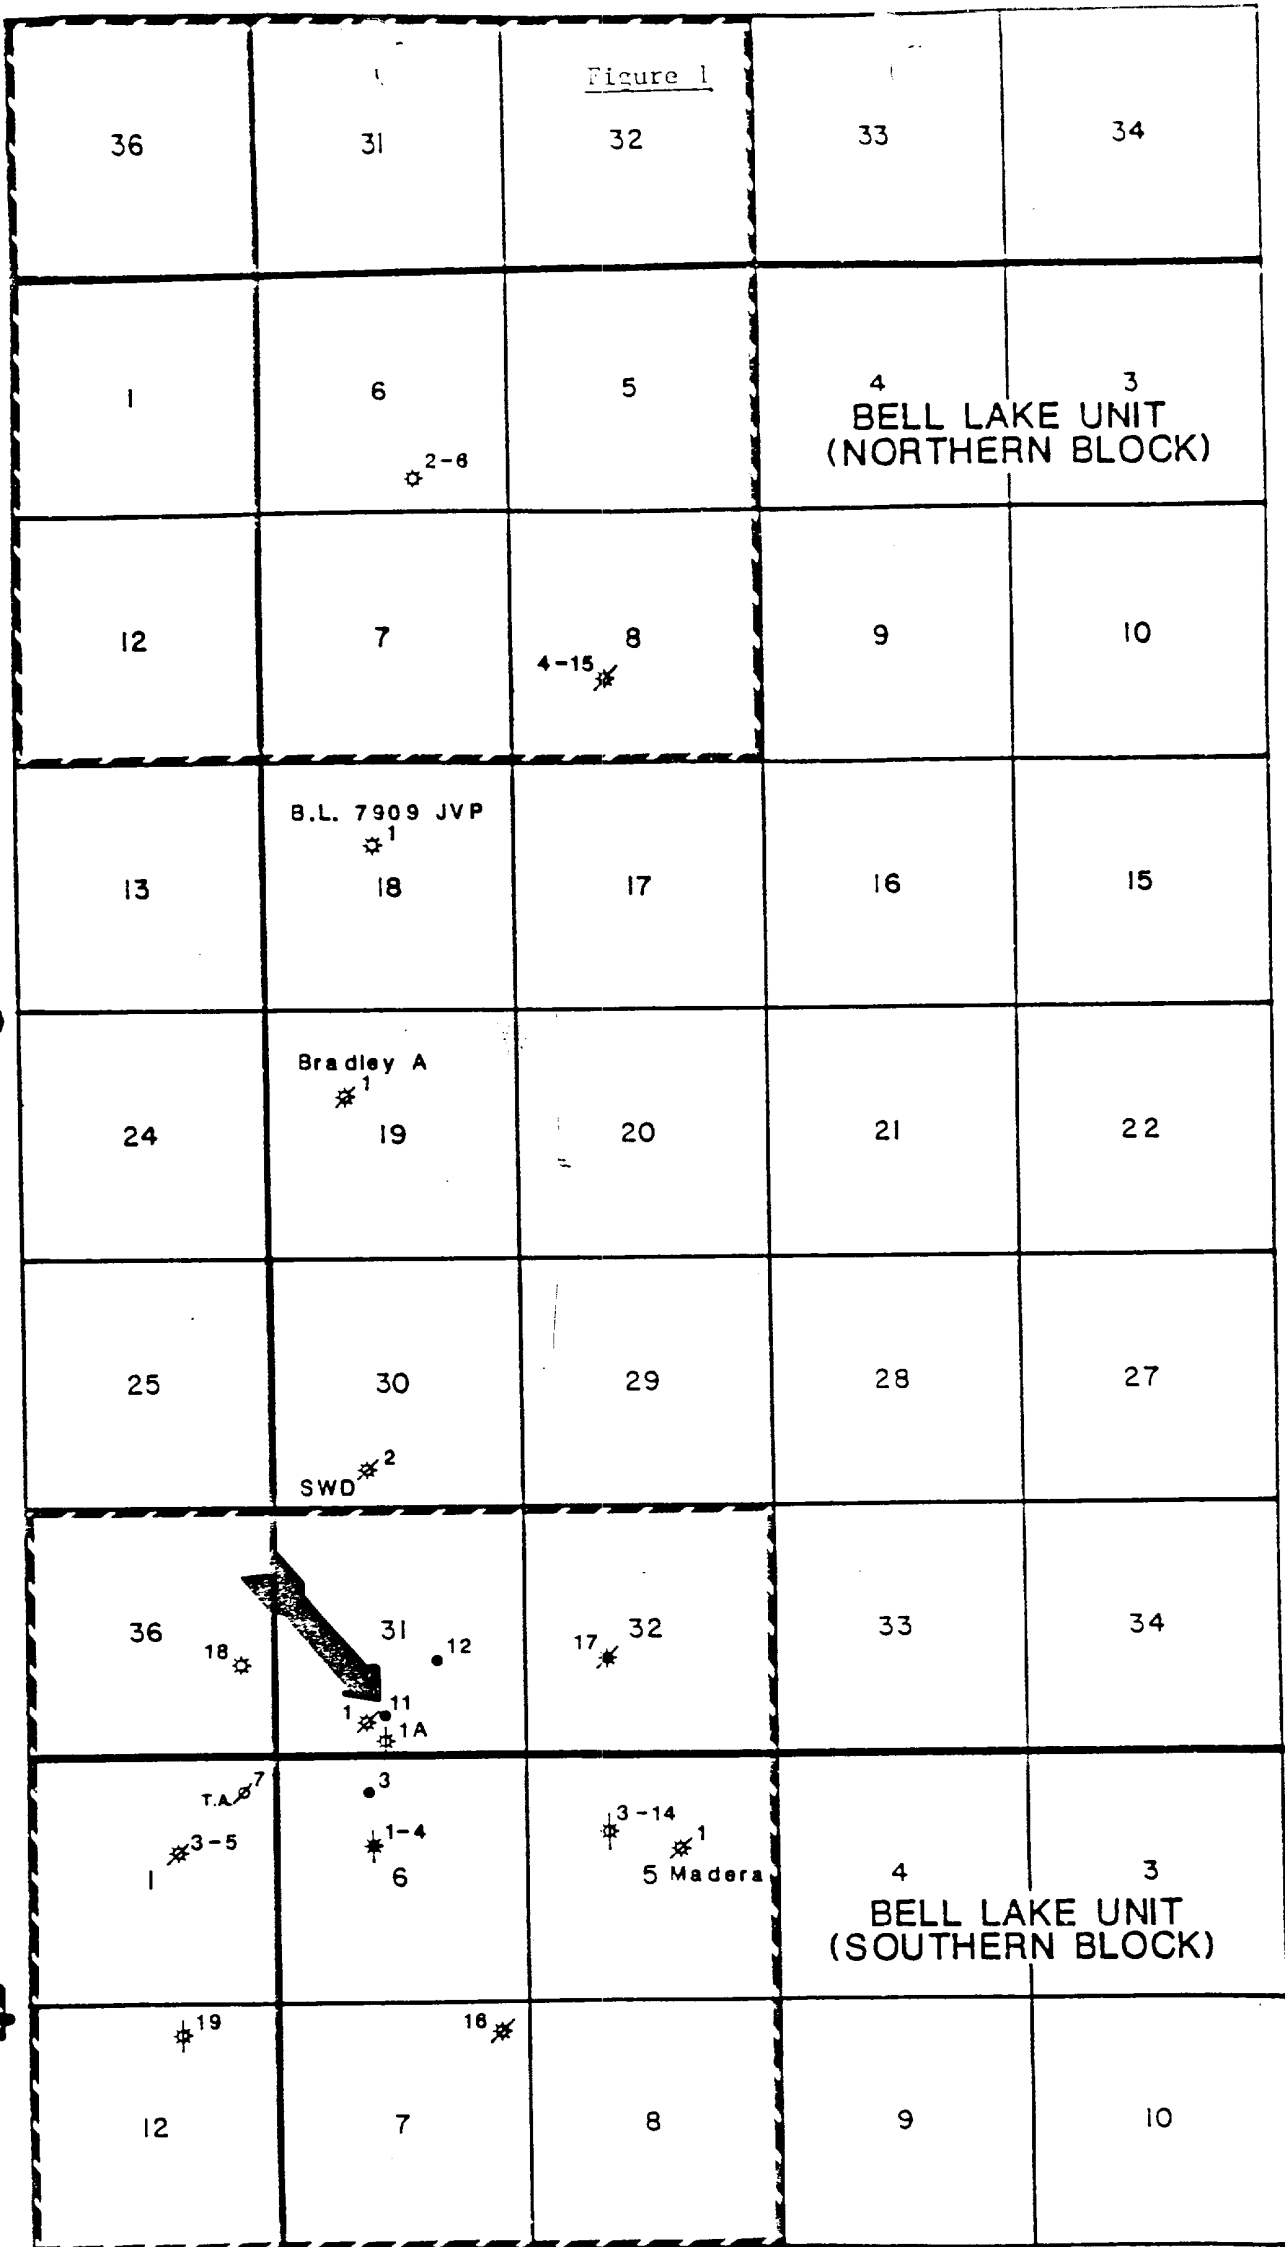 Figure 1
36 31 32 33 34
1 6 5 4 3
BELL LAKE UNIT
(NORTHERN BLOCK)
2-6
12 7 8 9 10
4-15
B.L. 7909 JVP
1
13 18 17 16 15
Bradley A
1
24 19 20 21 22
25 30 29 28 27
2
SWD
36 31 32 33 34
18 12 17
11
1
1A
7 3
T.A.
3-5 1-4 3-14 1
1 6 5 Madera 4 3
BELL LAKE UNIT
(SOUTHERN BLOCK)
19 16
12 7 8 9 10